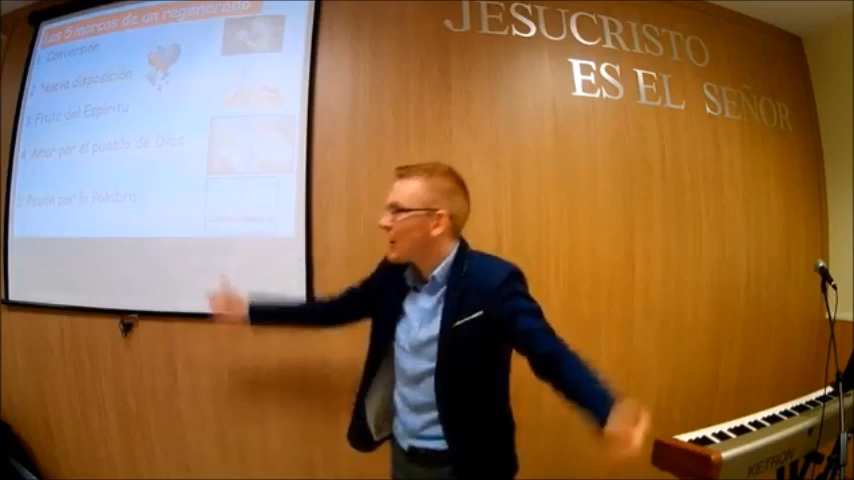 Las 5 marcas de un regenerado
1 Conversión
2 Nueva disposición
3 Fruto del Espíritu
4 Amor por el pueblo de Dios
5 Pasión por la Palabra
JESUCRISTO
ES EL SEÑOR
KETRON